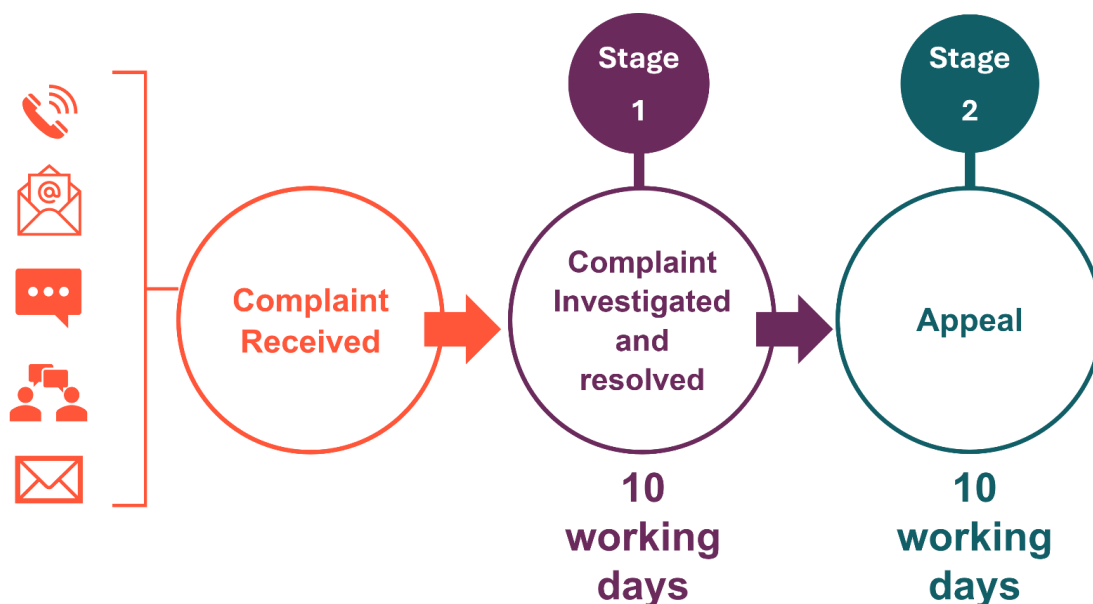 Complaint
Received
Stage
1
Complaint
Investigated
and
resolved
10
working
days
Stage
2
Appeal
10
working
days